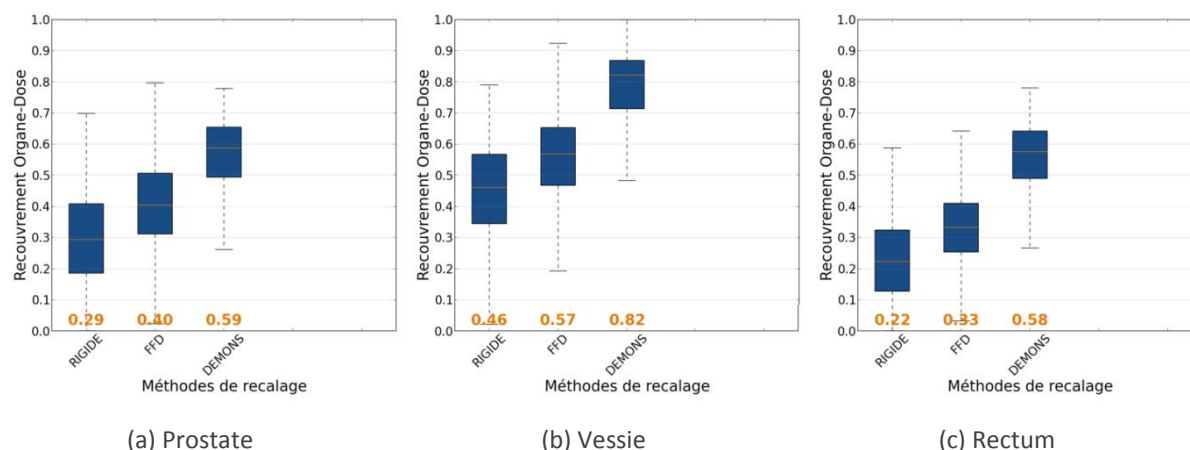 1.0
0.9
0.8
0.7
0.6
0.5
0.4
0.3
0.2
0.1
0.0
Recouvrement Organe-Dose
0.29 0.40 0.59
RIGIDE
FFD
DEMONS
Méthodes de recalage
(a) Prostate
1.0
0.9
0.8
0.7
0.6
0.5
0.4
0.3
0.2
0.1
0.0
Recouvrement Organe-Dose
0.46 0.57 0.82
RIGIDE
FFD
DEMONS
Méthodes de recalage
(b) Vessie
1.0
0.9
0.8
0.7
0.6
0.5
0.4
0.3
0.2
0.1
0.0
Recouvrement Organe-Dose
0.22 0.33 0.58
RIGIDE
FFD
DEMONS
Méthodes de recalage
(c) Rectum